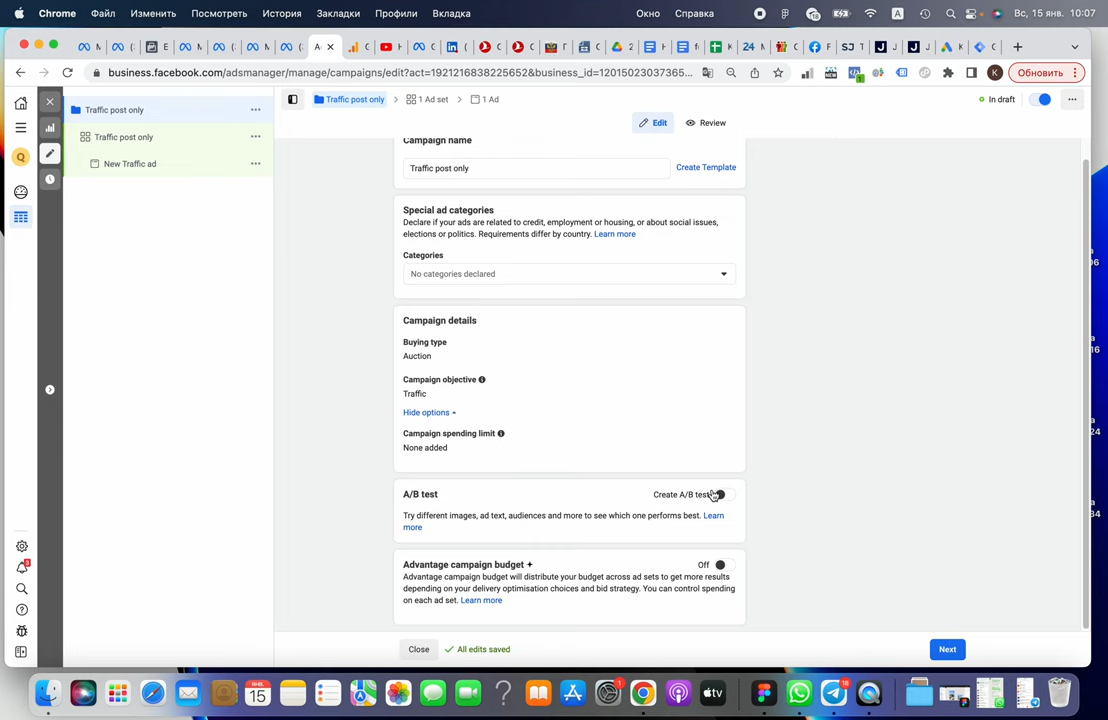 Chrome Файл Изменить Посмотреть История Закладки Профили Вкладка Окно Справка 18 A Вс, 15 янв. 10:07
business.facebook.com/adsmanager/manage/campaigns/edit?act=1921216838225652&business_id=12015023037365... K Обновить
Traffic post only
Traffic post only
New Traffic ad
Traffic post only > 1 Ad set > 1 Ad
In draft
Edit Review
Campaign name
Traffic post only Create Template
Special ad categories
Declare if your ads are related to credit, employment or housing, or about social issues,
elections or politics. Requirements differ by country. Learn more
Categories
No categories declared
Campaign details
Buying type
Auction
Campaign objective
Traffic
Hide options
Campaign spending limit
None added
A/B test Create A/B test
Try different images, ad text, audiences and more to see which one performs best. Learn
more
Advantage campaign budget + Off
Advantage campaign budget will distribute your budget across ad sets to get more results
depending on your delivery optimisation choices and bid strategy. You can control spending
on each ad set. Learn more
Close All edits saved Next